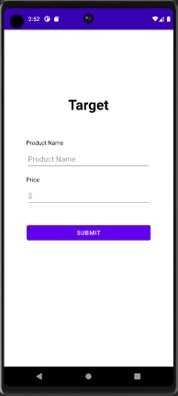 2:52
Target
Product Name
Product Name
Price
$
SUBMIT